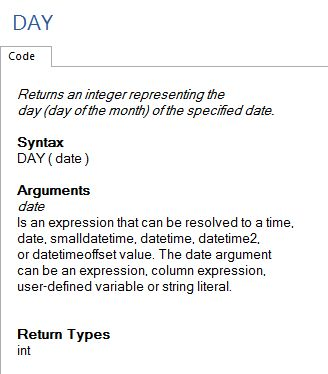 DAY
Code
Returns an integer representing the
day (day of the month) of the specified date.
Syntax
DAY ( date )
Arguments
date
Is an expression that can be resolved to a time,
date, smalldatetime, datetime, datetime2,
or datetimeoffset value. The date argument
can be an expression, column expression,
user-defined variable or string literal.
Return Types
int